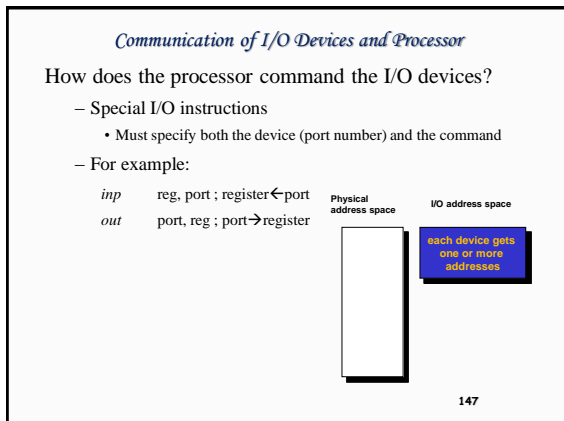 Communication of I/O Devices and Processor
How does the processor command the I/O devices?
– Special I/O instructions
• Must specify both the device (port number) and the command
– For example:
inp reg, port ; register←port
out port, reg ; port→register
Physical
address space
I/O address space
each device gets
one or more
addresses
147